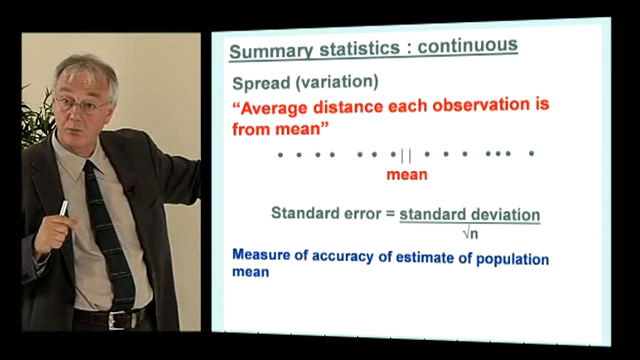 Summary statistics : continuous
Spread (variation)
“Average distance each observation is
from mean”
mean
Standard error = standard deviation
√n
Measure of accuracy of estimate of population
mean